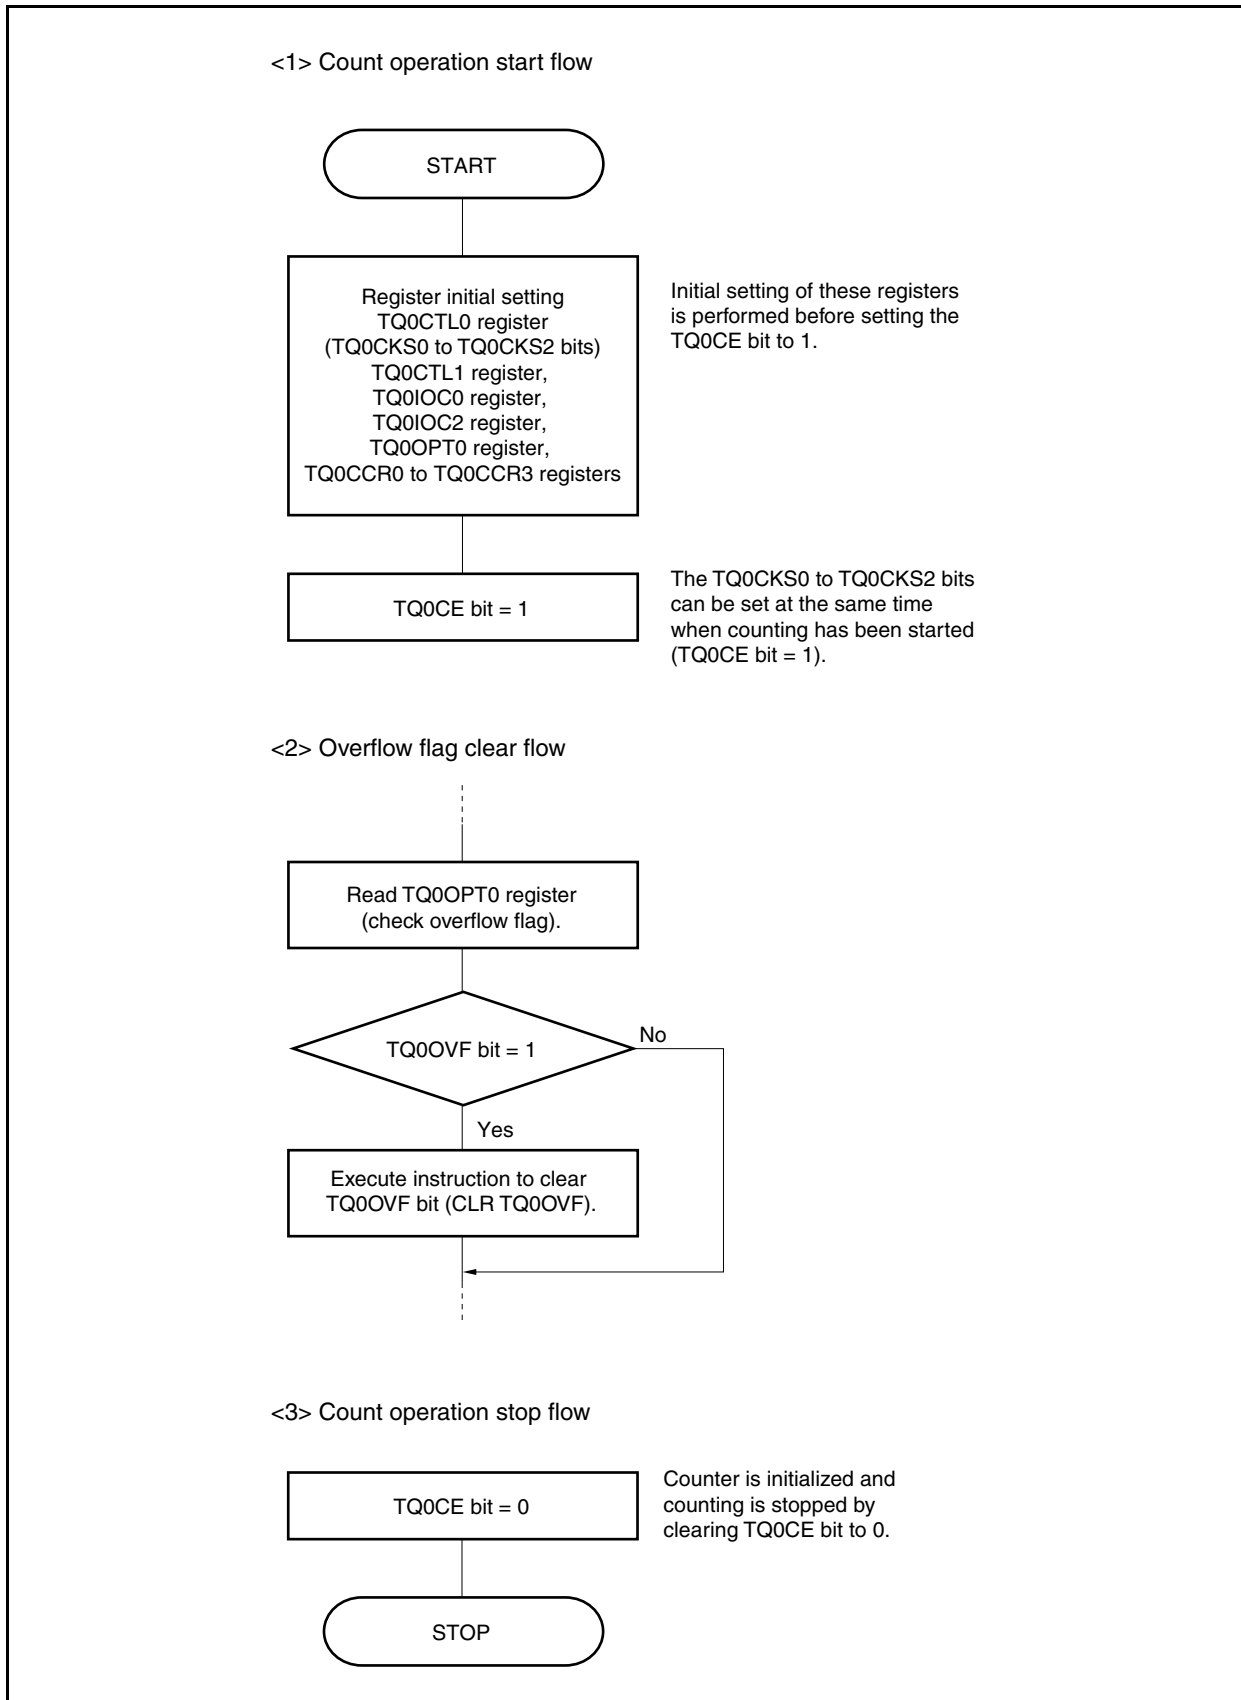 <1> Count operation start flow
START
Register initial setting
TQ0CTL0 register
(TQ0CKS0 to TQ0CKS2 bits)
TQ0CTL1 register,
TQ0IOC0 register,
TQ0IOC2 register,
TQ0OPT0 register,
TQ0CCR0 to TQ0CCR3 registers
Initial setting of these registers
is performed before setting the
TQ0CE bit to 1.
TQ0CE bit = 1
The TQ0CKS0 to TQ0CKS2 bits
can be set at the same time
when counting has been started
(TQ0CE bit = 1).
<2> Overflow flag clear flow
Read TQ0OPT0 register
(check overflow flag).
TQ0OVF bit = 1
No
Yes
Execute instruction to clear
TQ0OVF bit (CLR TQ0OVF).
<3> Count operation stop flow
TQ0CE bit = 0
Counter is initialized and
counting is stopped by
clearing TQ0CE bit to 0.
STOP